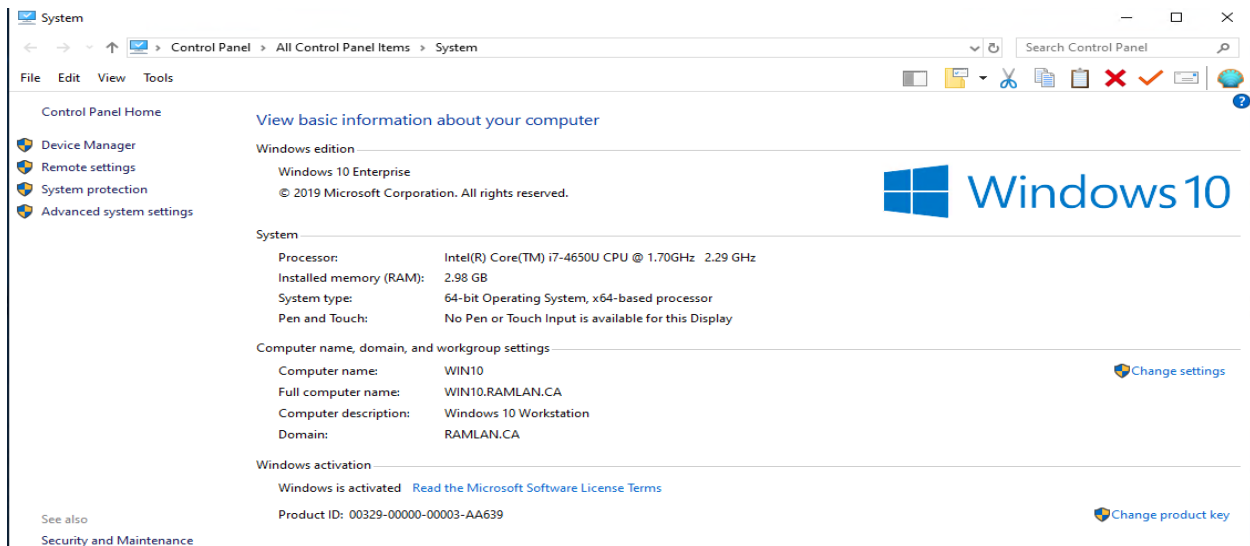 System
Control Panel > All Control Panel Items > System
Search Control Panel
File Edit View Tools
?
Control Panel Home
Device Manager
Remote settings
System protection
Advanced system settings
View basic information about your computer
Windows edition
Windows 10 Enterprise
© 2019 Microsoft Corporation. All rights reserved.
Windows 10
System
Processor: Intel(R) Core(TM) i7-4650U CPU @ 1.70GHz 2.29 GHz
Installed memory (RAM): 2.98 GB
System type: 64-bit Operating System, x64-based processor
Pen and Touch: No Pen or Touch Input is available for this Display
Computer name, domain, and workgroup settings
Computer name: WIN10
Change settings
Full computer name: WIN10.RAMLAN.CA
Computer description: Windows 10 Workstation
Domain: RAMLAN.CA
Windows activation
Windows is activated Read the Microsoft Software License Terms
Product ID: 00329-00000-00003-AA639
Change product key
See also
Security and Maintenance